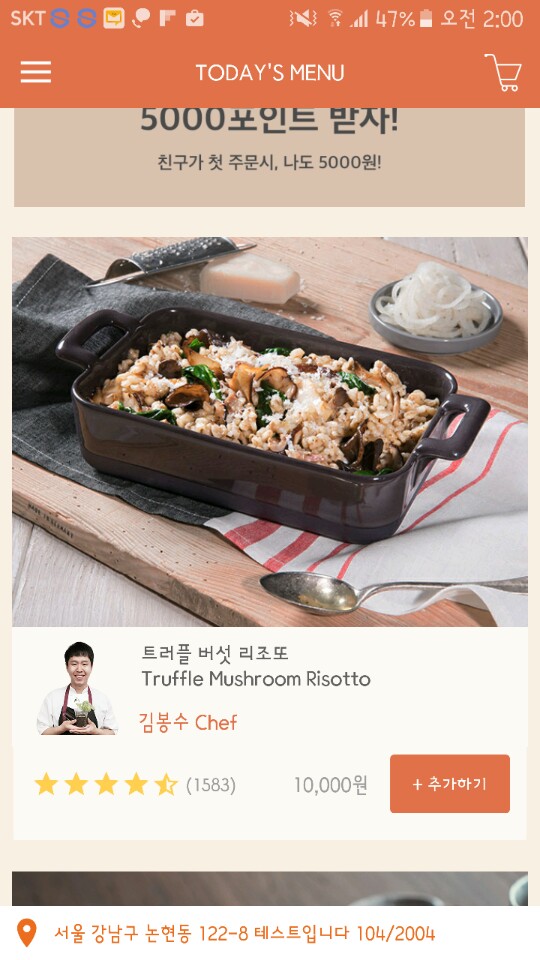 SKT 47% 오전 2:00
TODAY'S MENU
5000포인트 받자!
친구가 첫 주문시, 나도 5000원!
트러플 버섯 리조또
Truffle Mushroom Risotto
김봉수 Chef
(1583) 10,000원 + 추가하기
서울 강남구 논현동 122-8 테스트입니다 104/2004